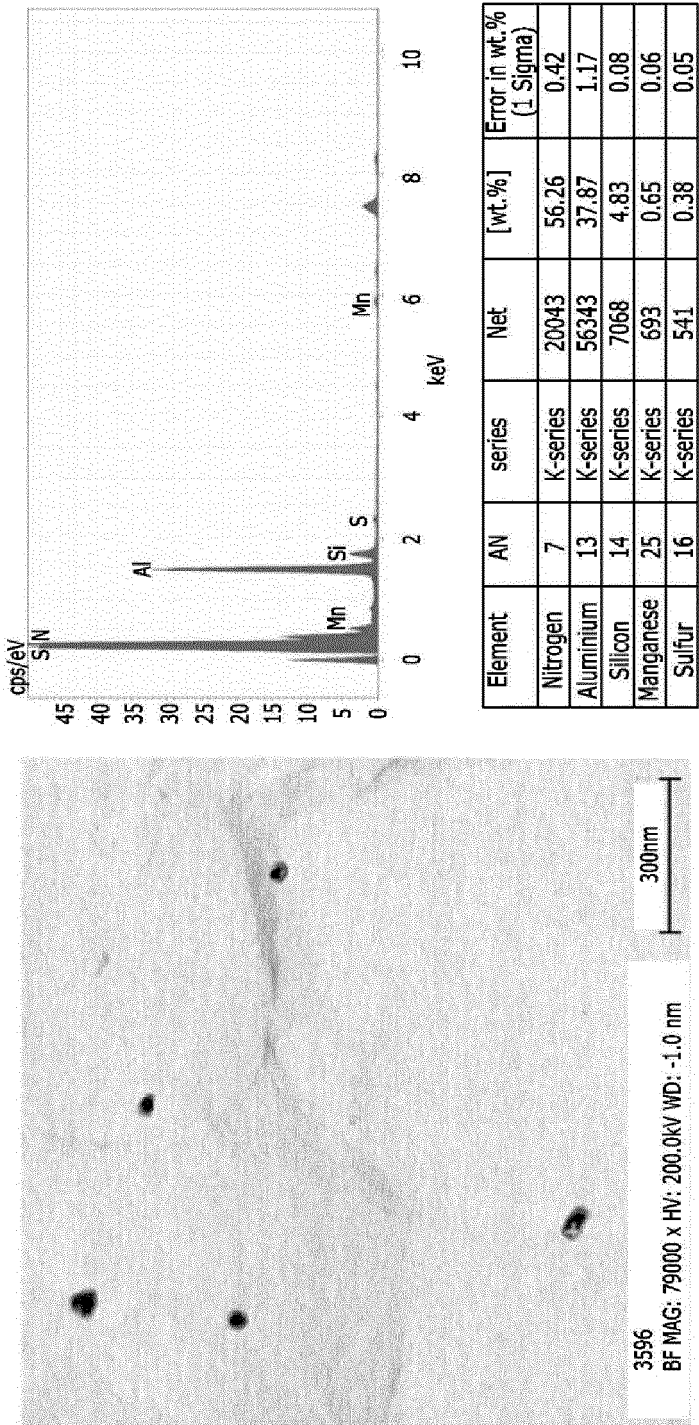 3596
BF MAG: 79000 x HV: 200.0kV WD: -1.0 nm
300nm
cps/eV
45
40
35
30
25
20
15
10
5
0
S N
Mn
Al
Si
S
Mn
0 2 4 6 8 10
keV
Element AN series Net [wt.%] Error in wt.% (1 Sigma)
Nitrogen 7 K-series 20043 56.26 0.42
Aluminium 13 K-series 56343 37.87 1.17
Silicon 14 K-series 7068 4.83 0.08
Manganese 25 K-series 693 0.65 0.06
Sulfur 16 K-series 541 0.38 0.05